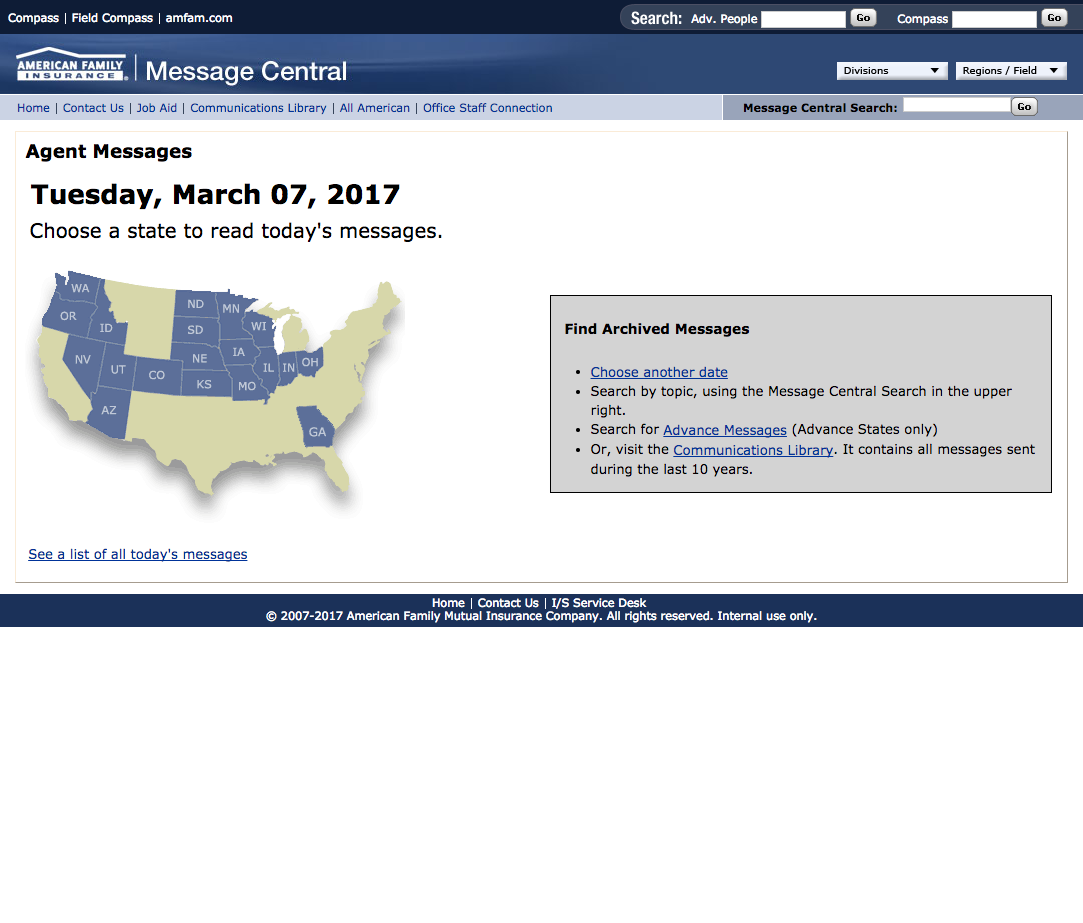 Compass | Field Compass | amfam.com
Search: Adv. People Go Compass Go
AMERICAN FAMILY
INSURANCE ®
Message Central
Divisions
Regions / Field
Home | Contact Us | Job Aid | Communications Library | All American | Office Staff Connection
Message Central Search: Go
Agent Messages
Tuesday, March 07, 2017
Choose a state to read today's messages.
WA
OR
ID
NV
UT
AZ
CO
ND
SD
NE
KS
MN
IA
MO
WI
IL
IN
OH
GA
Find Archived Messages
• Choose another date
• Search by topic, using the Message Central Search in the upper
right.
• Search for Advance Messages (Advance States only)
• Or, visit the Communications Library. It contains all messages sent
during the last 10 years.
See a list of all today's messages
Home | Contact Us | I/S Service Desk
© 2007-2017 American Family Mutual Insurance Company. All rights reserved. Internal use only.